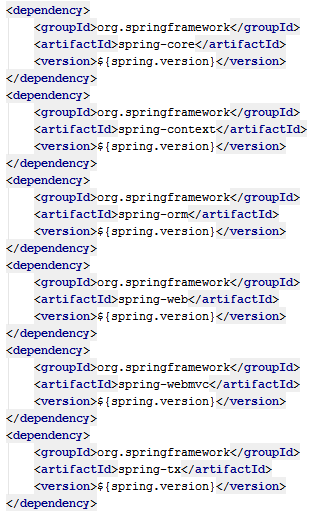 <dependency>
    <groupId>org.springframework</groupId>
    <artifactId>spring-core</artifactId>
    <version>${spring.version}</version>
</dependency>
<dependency>
    <groupId>org.springframework</groupId>
    <artifactId>spring-context</artifactId>
    <version>${spring.version}</version>
</dependency>
<dependency>
    <groupId>org.springframework</groupId>
    <artifactId>spring-orm</artifactId>
    <version>${spring.version}</version>
</dependency>
<dependency>
    <groupId>org.springframework</groupId>
    <artifactId>spring-web</artifactId>
    <version>${spring.version}</version>
</dependency>
<dependency>
    <groupId>org.springframework</groupId>
    <artifactId>spring-webmvc</artifactId>
    <version>${spring.version}</version>
</dependency>
<dependency>
    <groupId>org.springframework</groupId>
    <artifactId>spring-tx</artifactId>
    <version>${spring.version}</version>
</dependency>